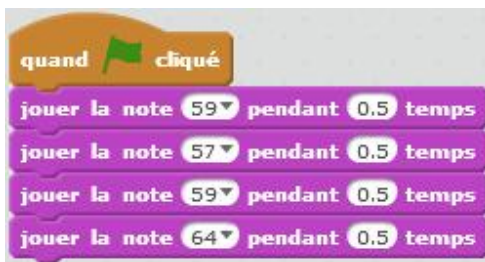 quand cliqué
jouer la note 59 pendant 0.5 temps
jouer la note 57 pendant 0.5 temps
jouer la note 59 pendant 0.5 temps
jouer la note 64 pendant 0.5 temps